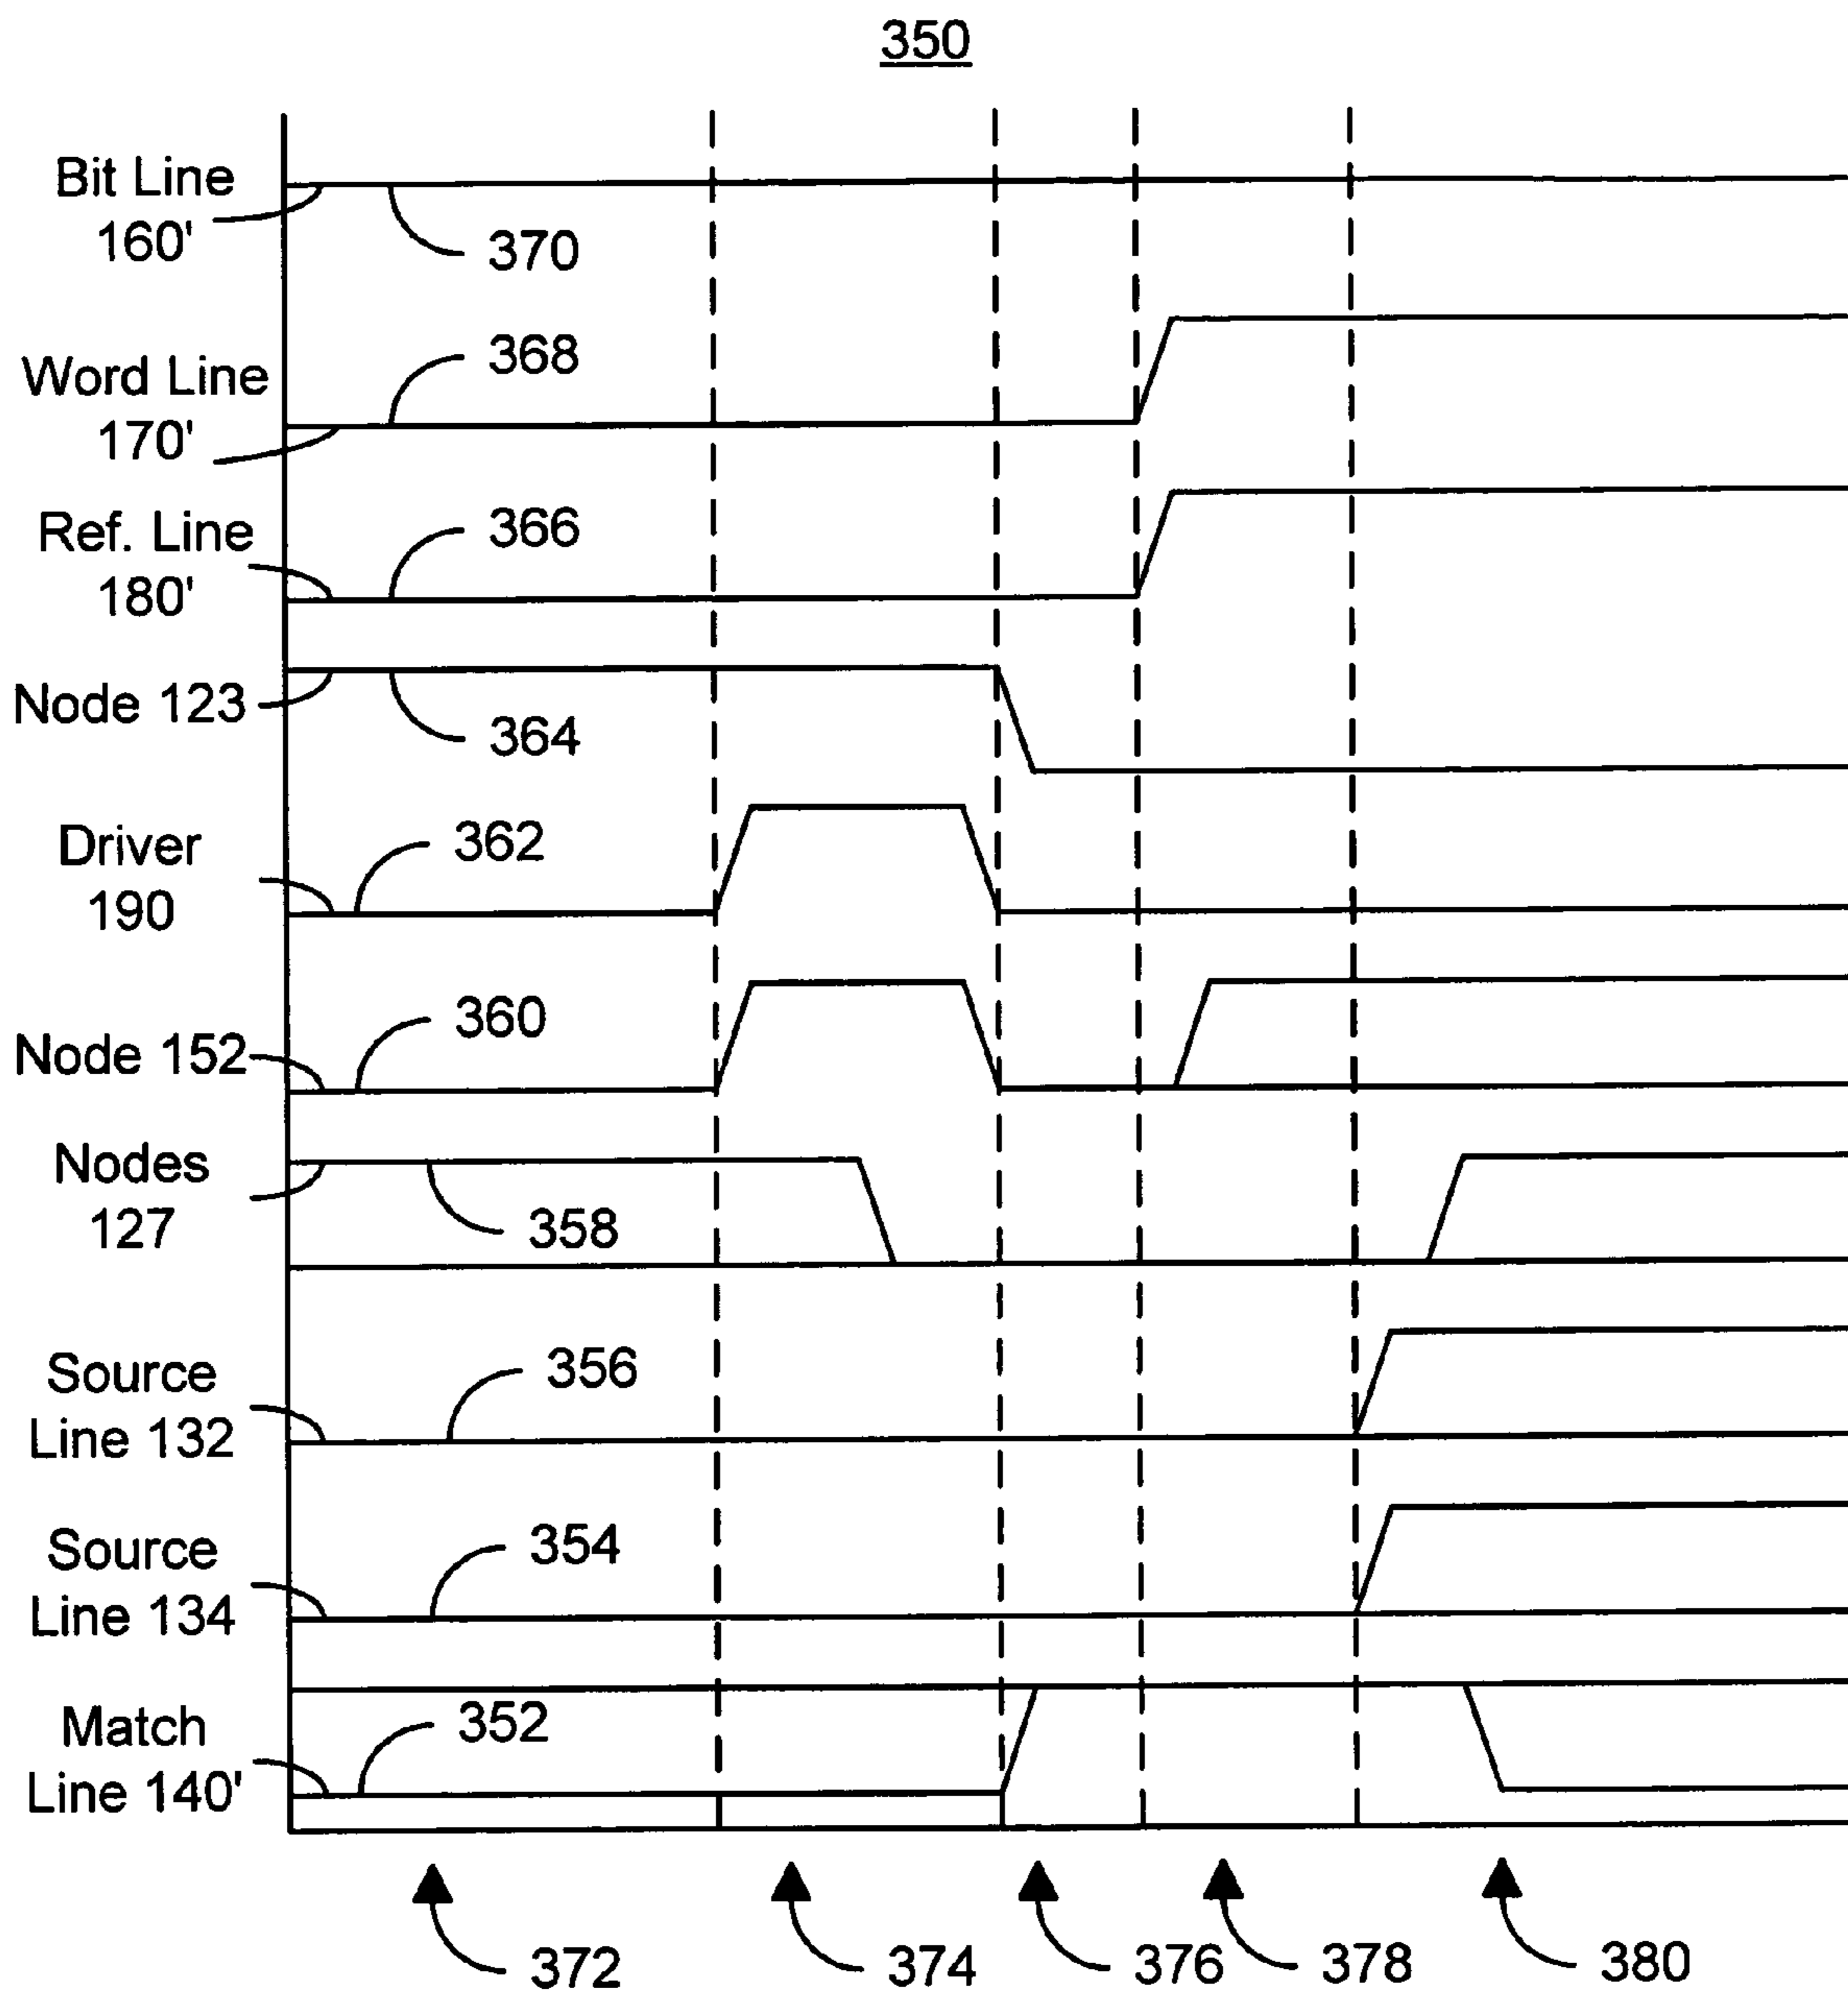 350
Bit Line
160'
370
Word Line
170'
368
Ref. Line
180'
366
Node 123
364
Driver
190
362
Node 152
360
Nodes
127
358
Source
Line 132
356
Source
Line 134
354
Match
Line 140'
352
372
374
376
378
380